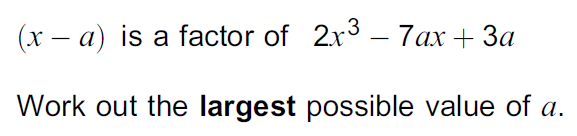 (x – a) is a factor of 2x³ – 7ax + 3a
Work out the largest possible value of a.